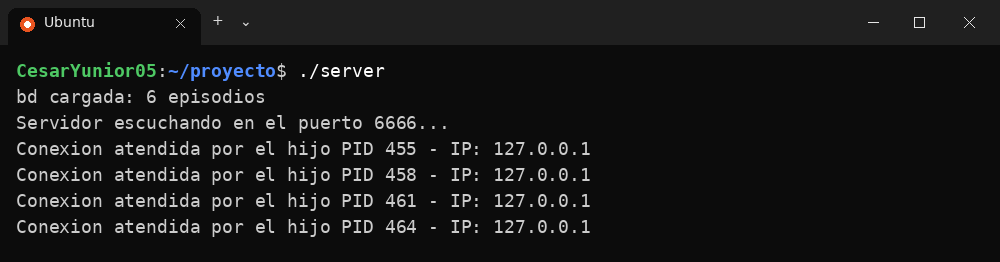 Ubuntu
CesarYunior05:~/proyecto$ ./server
bd cargada: 6 episodios
Servidor escuchando en el puerto 6666...
Conexion atendida por el hijo PID 455 - IP: 127.0.0.1
Conexion atendida por el hijo PID 458 - IP: 127.0.0.1
Conexion atendida por el hijo PID 461 - IP: 127.0.0.1
Conexion atendida por el hijo PID 464 - IP: 127.0.0.1